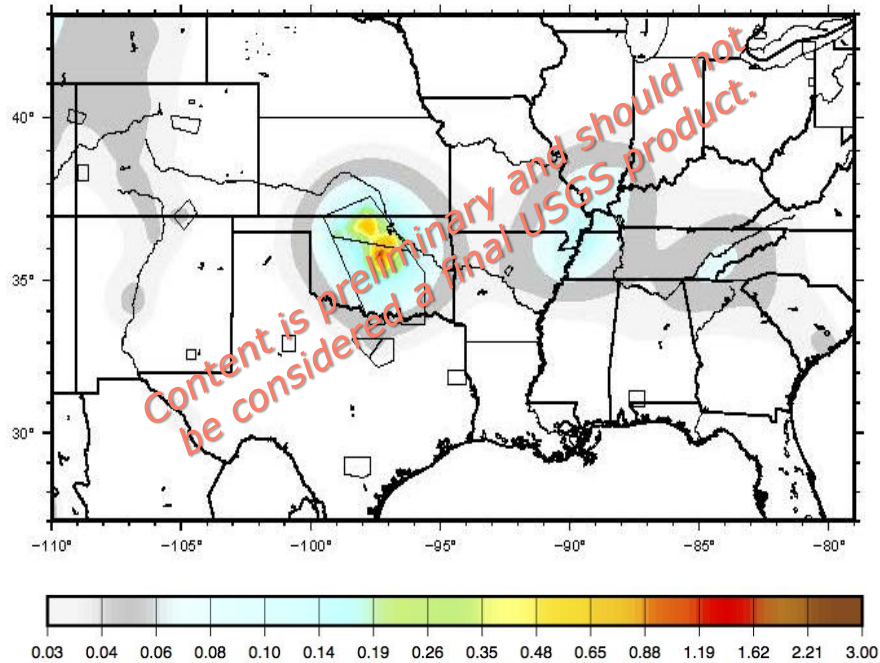 Content is preliminary and should not
be considered a final USGS product.
40°
35°
30°
−110° −105° −100° −95° −90° −85° −80°
0.03 0.04 0.06 0.08 0.10 0.14 0.19 0.26 0.35 0.48 0.65 0.88 1.19 1.62 2.21 3.00